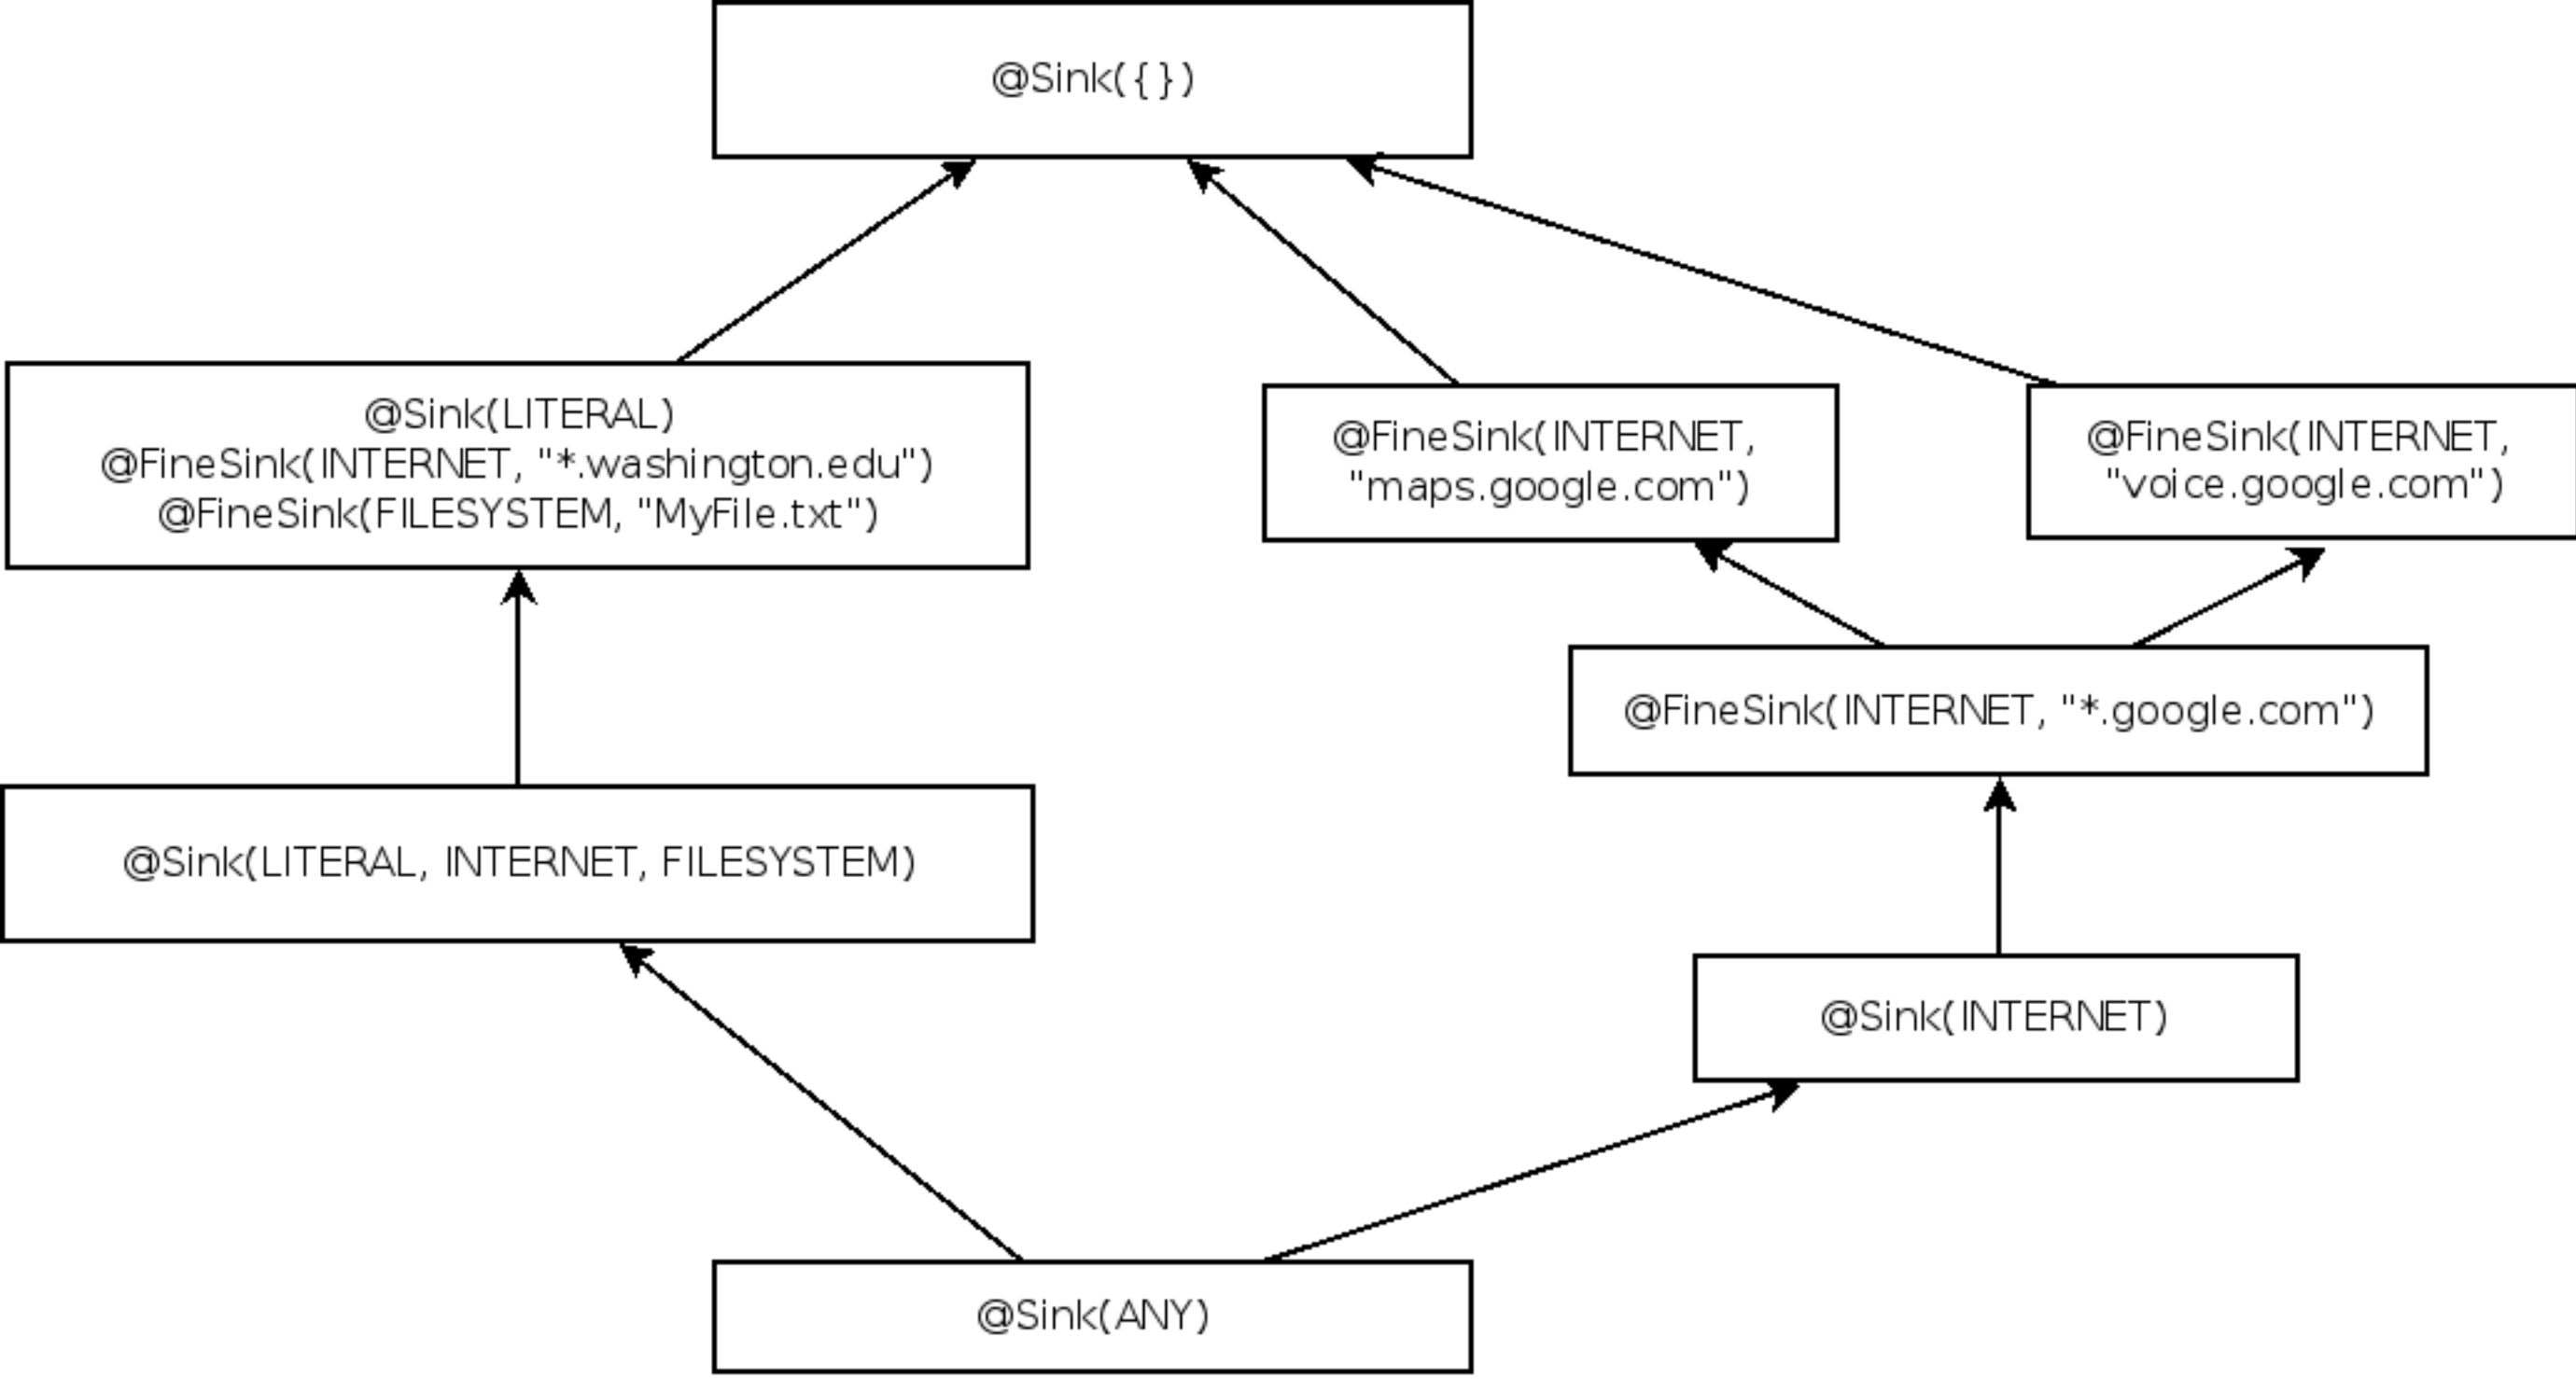 @Sink({})
@Sink(LITERAL)
@FineSink(INTERNET, "*.washington.edu")
@FineSink(FILESYSTEM, "MyFile.txt")
@FineSink(INTERNET,
"maps.google.com")
@FineSink(INTERNET,
"voice.google.com")
@FineSink(INTERNET, "*.google.com")
@Sink(LITERAL, INTERNET, FILESYSTEM)
@Sink(INTERNET)
@Sink(ANY)